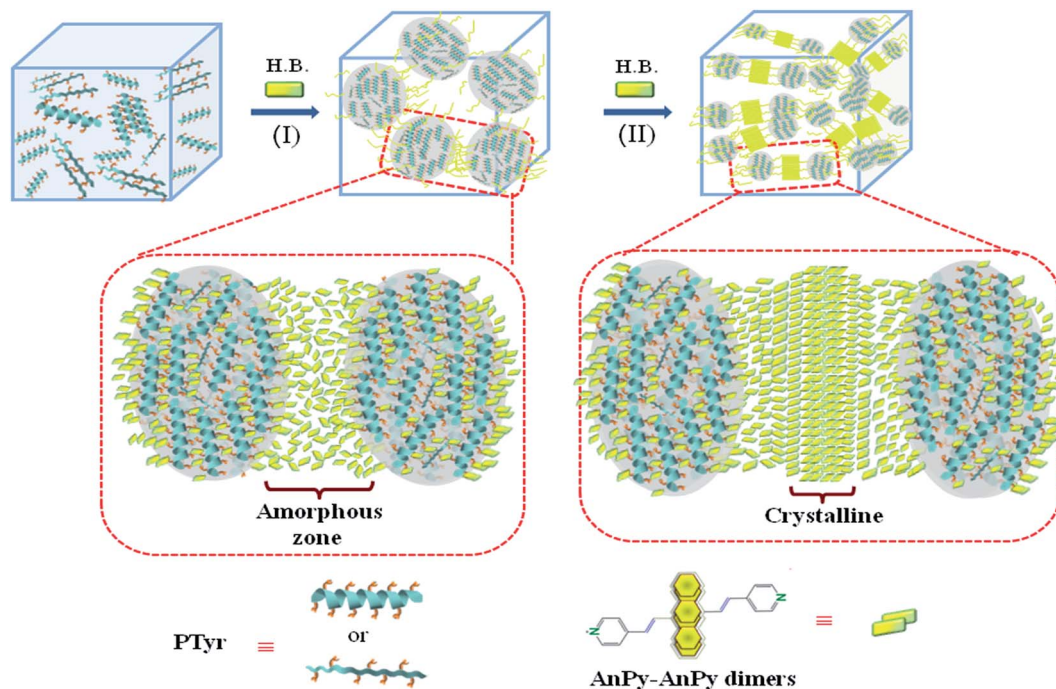 H.B.
(I)
H.B.
(II)
Amorphous
zone
Crystalline
PTyr
≡
or
N
N
≡
AnPy-AnPy dimers